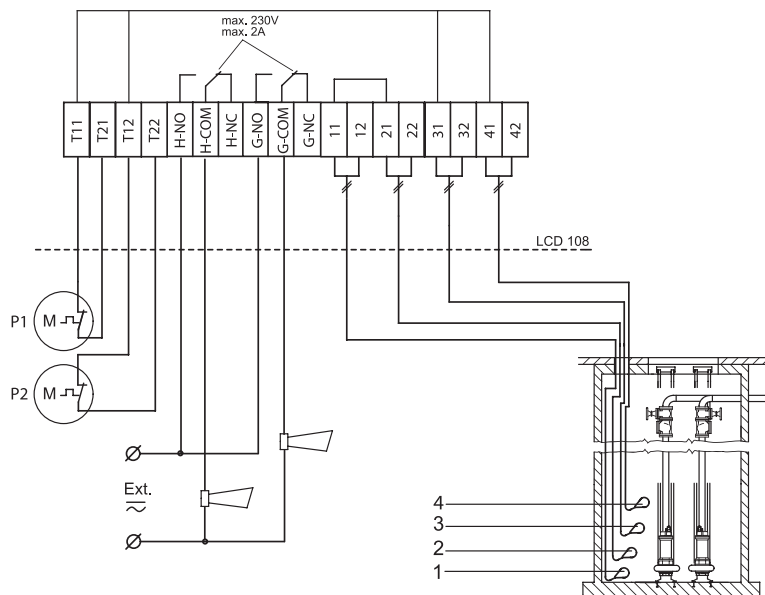 max. 230V
max. 2A
T11 T21 T12 T22 H-NO H-COM H-NC G-NO G-COM G-NC 11 12 21 22 31 32 41 42
LCD 108
P1 M
P2 M
Ext.
4
3
2
1